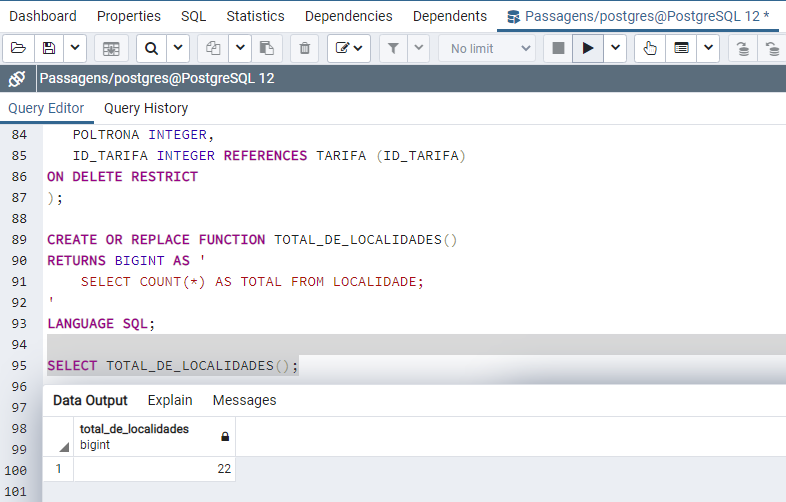 Dashboard Properties SQL Statistics Dependencies Dependents Passagens/postgres@PostgreSQL 12 *
No limit
Passagens/postgres@PostgreSQL 12
Query Editor Query History
84 POLTRONA INTEGER,
85 ID_TARIFA INTEGER REFERENCES TARIFA (ID_TARIFA)
86 ON DELETE RESTRICT
87 );
88
89 CREATE OR REPLACE FUNCTION TOTAL_DE_LOCALIDADES()
90 RETURNS BIGINT AS '
91 SELECT COUNT(*) AS TOTAL FROM LOCALIDADE;
92 '
93 LANGUAGE SQL;
94
95 SELECT TOTAL_DE_LOCALIDADES();
96
97 Data Output Explain Messages
98 total_de_localidades
99 bigint
100 1 22
101